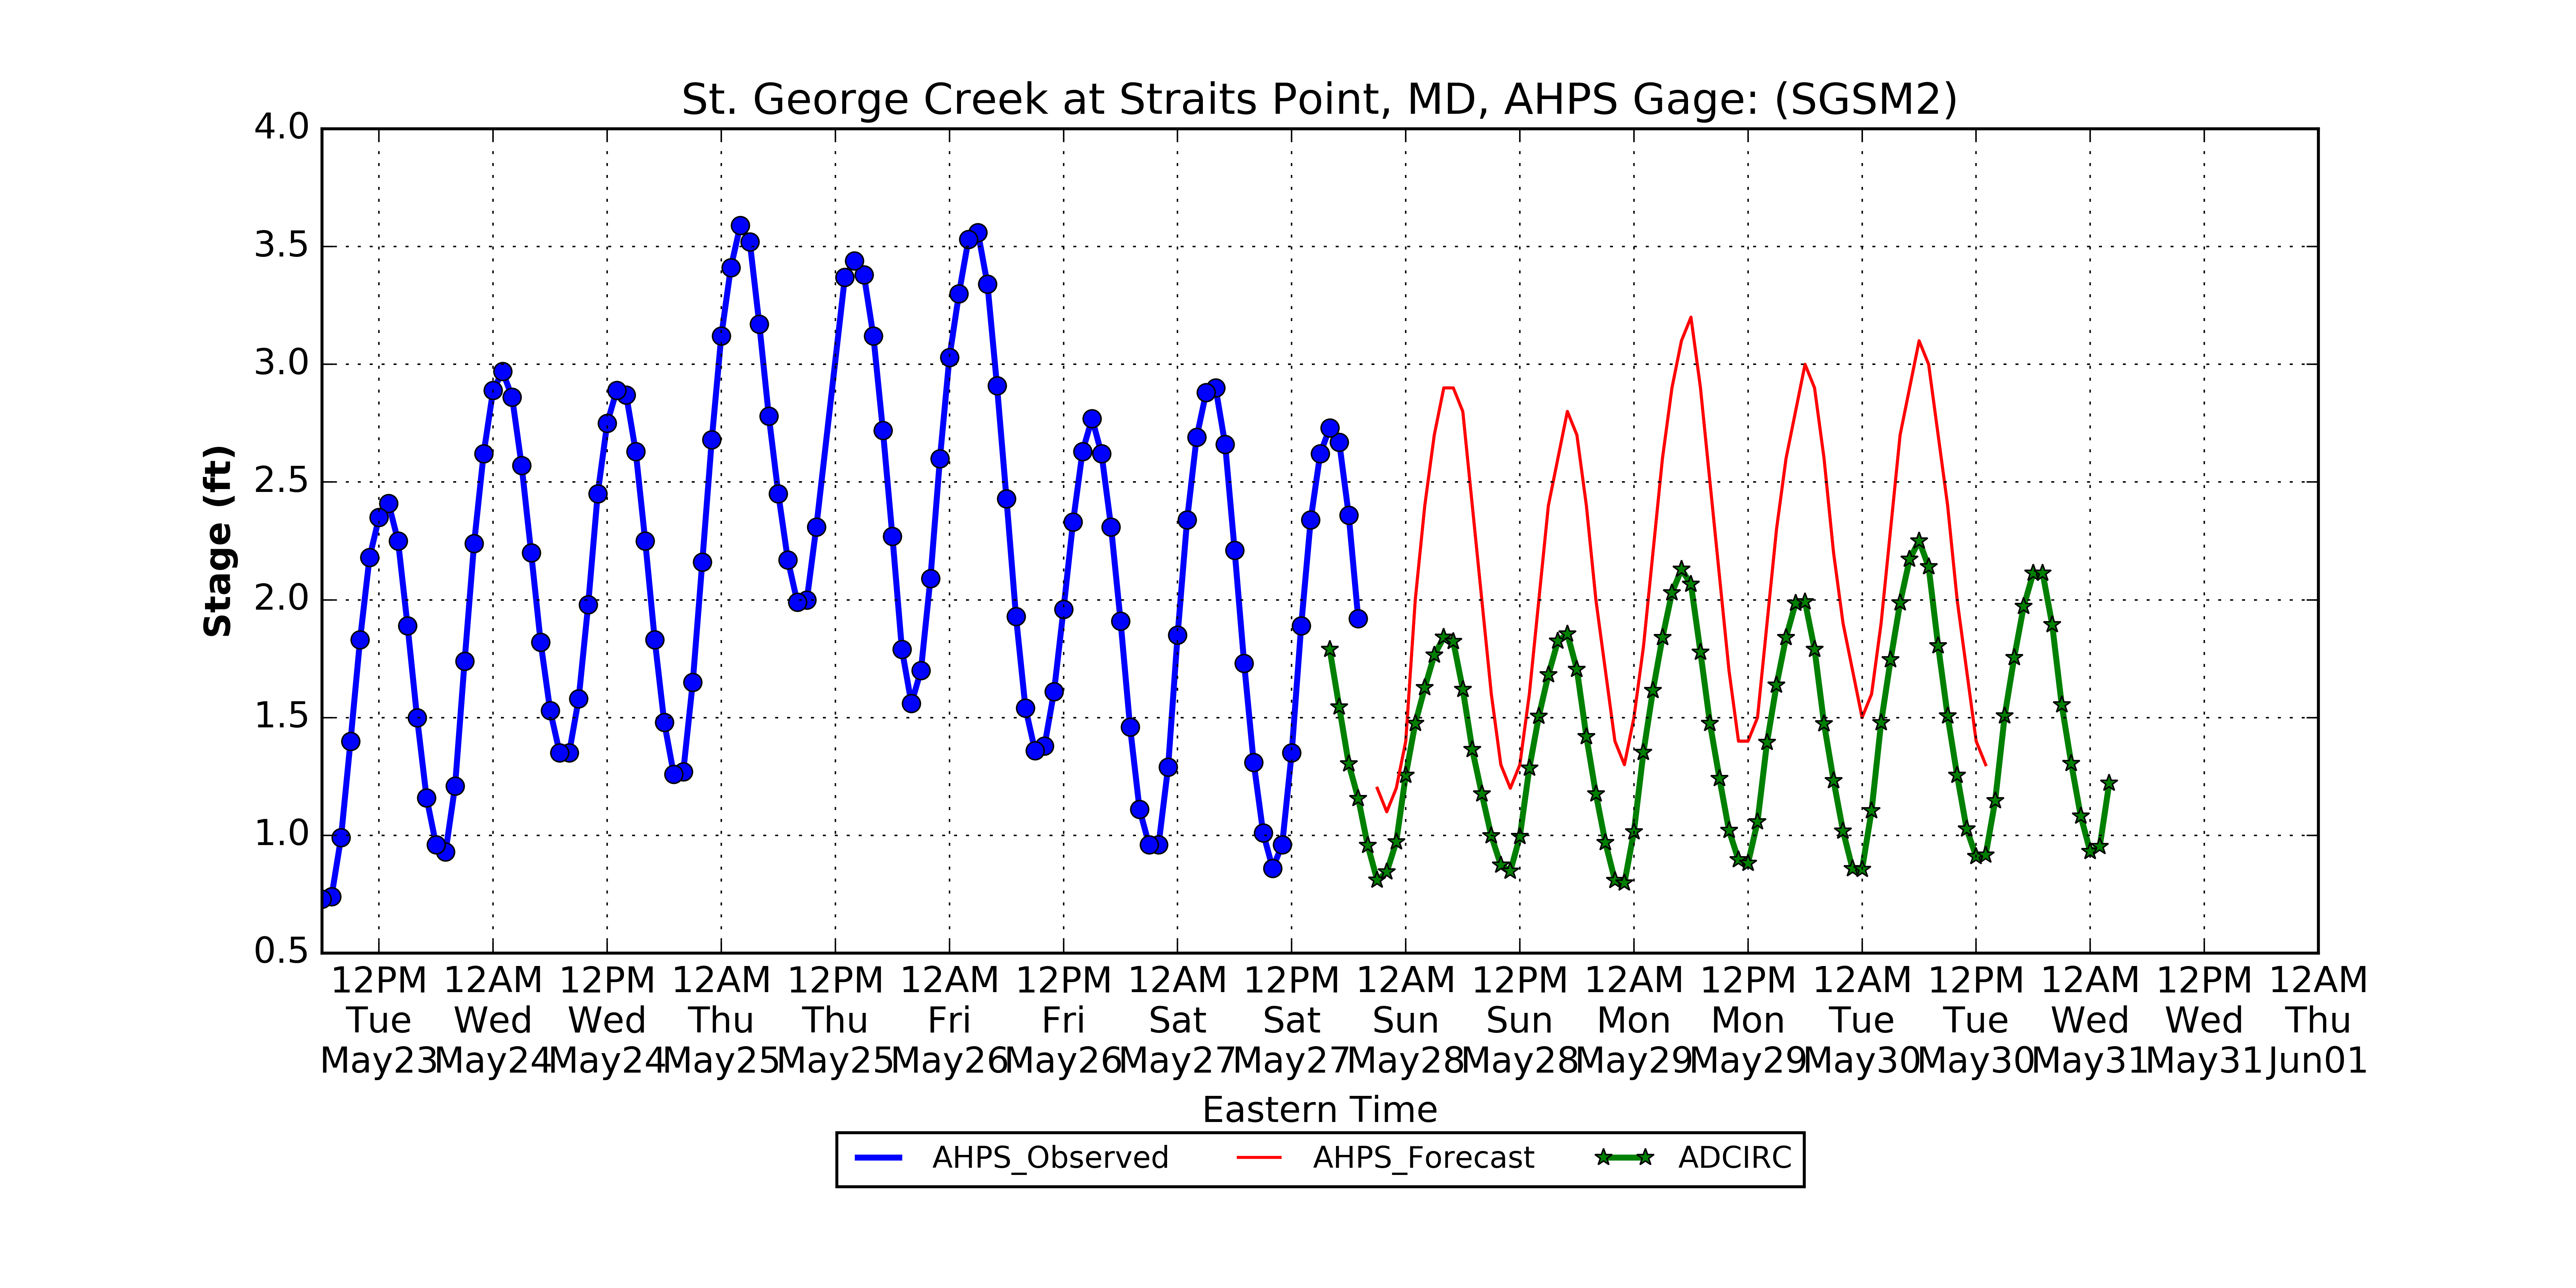 St. George Creek at Straits Point, MD, AHPS Gage: (SGSM2)
4.0
3.5
3.0
2.5
2.0
1.5
1.0
0.5
Stage (ft)
12PM 12AM 12PM 12AM 12PM 12AM 12PM 12AM 12PM 12AM 12PM 12AM 12PM 12AM 12PM 12AM 12PM 12AM
Tue Wed Wed Thu Thu Fri Fri Sat Sat Sun Sun Mon Mon Tue Tue Wed Wed Thu
May23 May24 May24 May25 May25 May26 May26 May27 May27 May28 May28 May29 May29 May30 May30 May31 May31 Jun01
Eastern Time
AHPS_Observed AHPS_Forecast ADCIRC